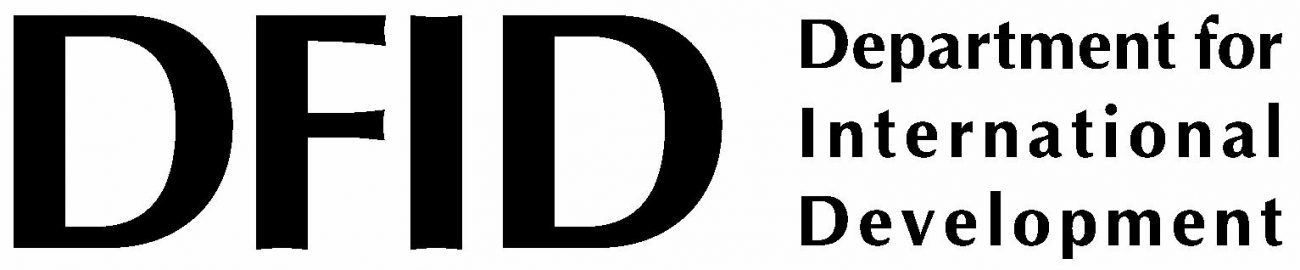 DFID
Department for
International
Development